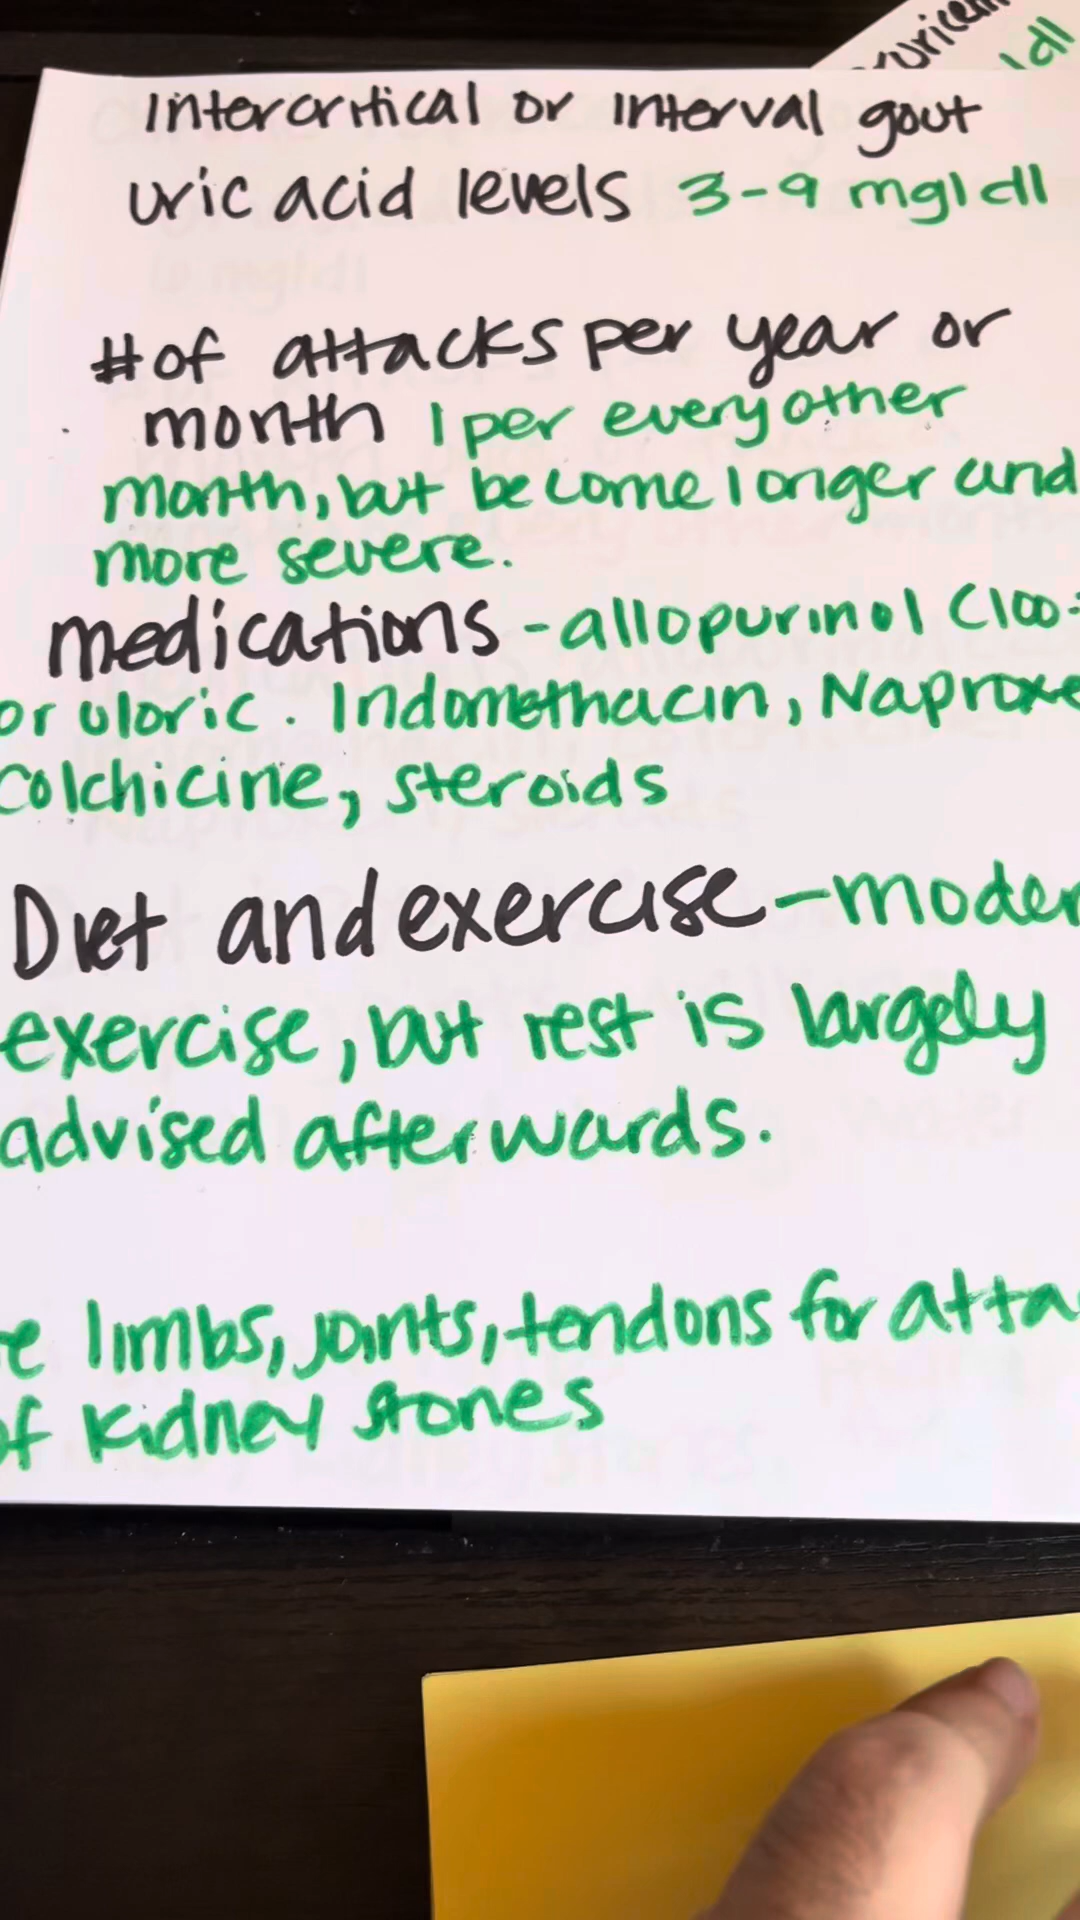 Intercritical or Interval gout
uric acid levels 3-9 mg/dl
#of attacks per year or
month 1 per every other
month, but become longer and
more severe.
medications - allopurinol (100-
or uloric. Indomethacin, Naproxe
colchicine, steroids
Diet and exercise - moder
exercise, but rest is largely
advised afterwards.
e limbs, joints, tendons for atta
of kidney stones